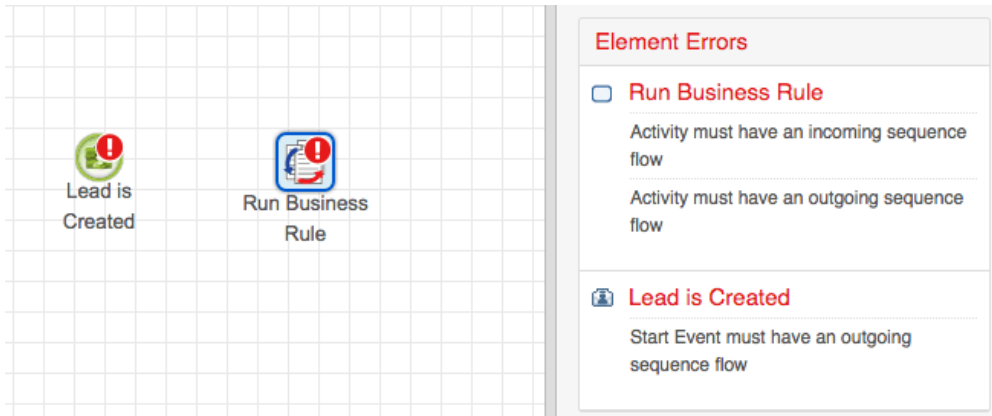 Lead is
Created
Run Business
Rule
Element Errors
Run Business Rule
Activity must have an incoming sequence
flow
Activity must have an outgoing sequence
flow
Lead is Created
Start Event must have an outgoing
sequence flow